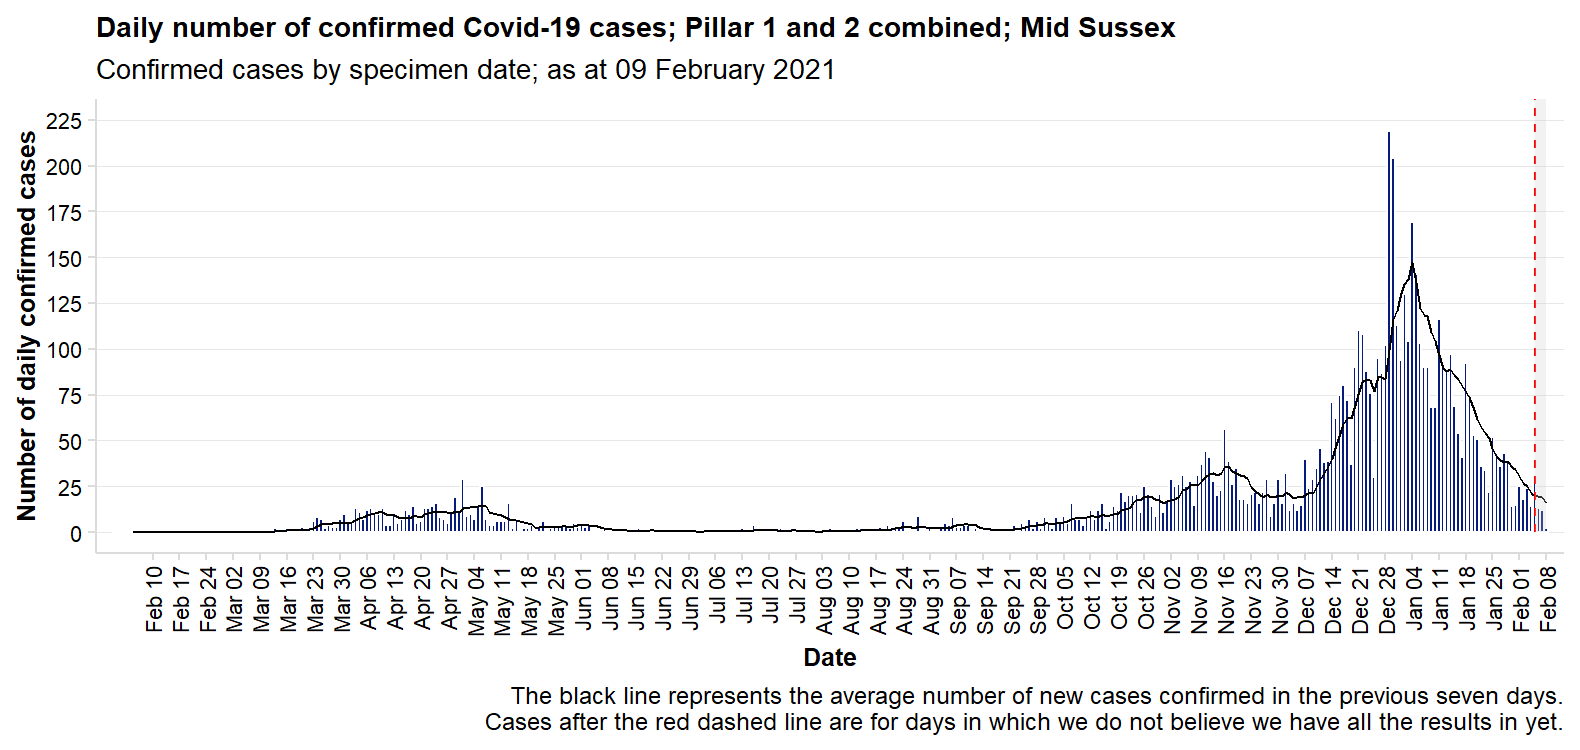 Daily number of confirmed Covid-19 cases; Pillar 1 and 2 combined; Mid Sussex
Confirmed cases by specimen date; as at 09 February 2021
Number of daily confirmed cases
225
200
175
150
125
100
75
50
25
0
Feb 10
Feb 17
Feb 24
Mar 02
Mar 09
Mar 16
Mar 23
Mar 30
Apr 06
Apr 13
Apr 20
Apr 27
May 04
May 11
May 18
May 25
Jun 01
Jun 08
Jun 15
Jun 22
Jun 29
Jul 06
Jul 13
Jul 20
Jul 27
Aug 03
Aug 10
Aug 17
Aug 24
Aug 31
Sep 07
Sep 14
Sep 21
Sep 28
Oct 05
Oct 12
Oct 19
Oct 26
Nov 02
Nov 09
Nov 16
Nov 23
Nov 30
Dec 07
Dec 14
Dec 21
Dec 28
Jan 04
Jan 11
Jan 18
Jan 25
Feb 01
Feb 08
Date
The black line represents the average number of new cases confirmed in the previous seven days.
Cases after the red dashed line are for days in which we do not believe we have all the results in yet.